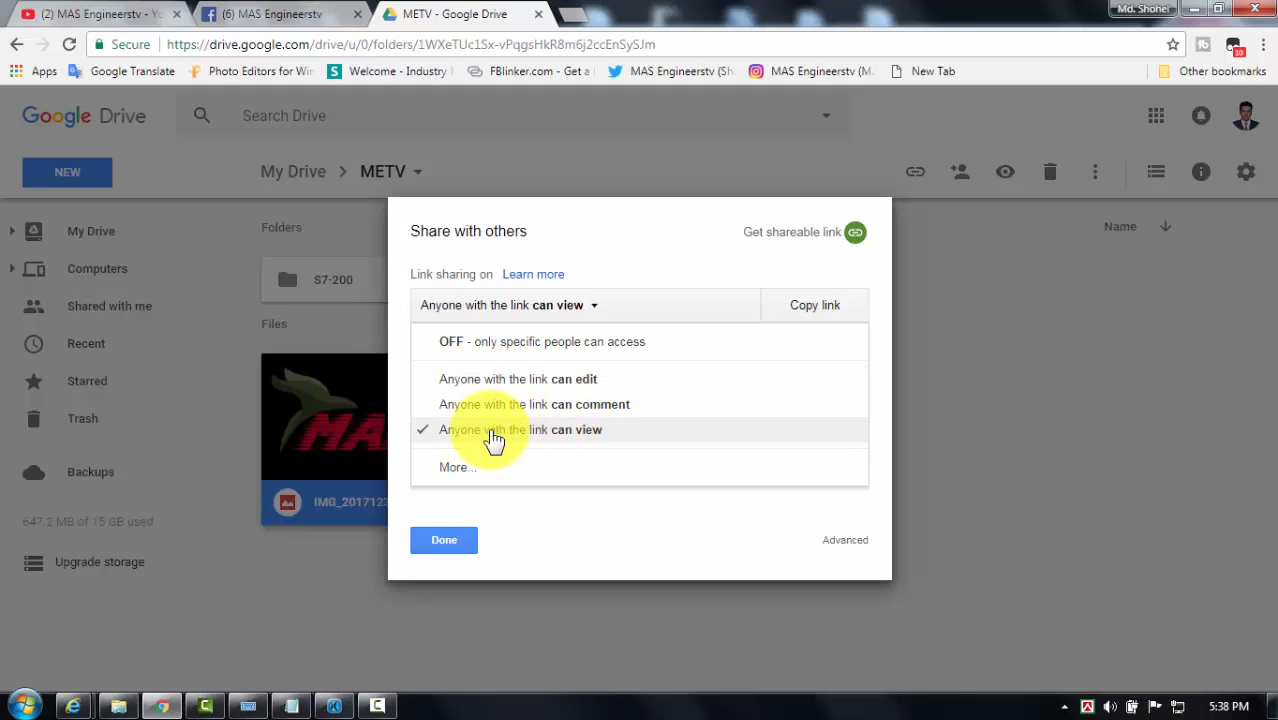 (2) MAS Engineerstv - Yo
(6) MAS Engineerstv
METV - Google Drive
Md. Shohel
Secure
https://drive.google.com/drive/u/0/folders/1WXeTUc1Sx-vPqgsHkR8m6j2ccEnSySJm
10
Apps
Google Translate
Photo Editors for Win
Welcome - Industry M
FBlinker.com - Get a
MAS Engineerstv (Sh
MAS Engineerstv (M.
New Tab
Other bookmarks
Google Drive
Search Drive
NEW
My Drive
METV
My Drive
Computers
Shared with me
Recent
Starred
Trash
Backups
647.2 MB of 15 GB used
Upgrade storage
Folders
Name
S7-200
Files
MAS
IMG_2017123
Share with others
Get shareable link
Link sharing on Learn more
Anyone with the link can view
Copy link
OFF - only specific people can access
Anyone with the link can edit
Anyone with the link can comment
Anyone with the link can view
More...
Done
Advanced
5:38 PM